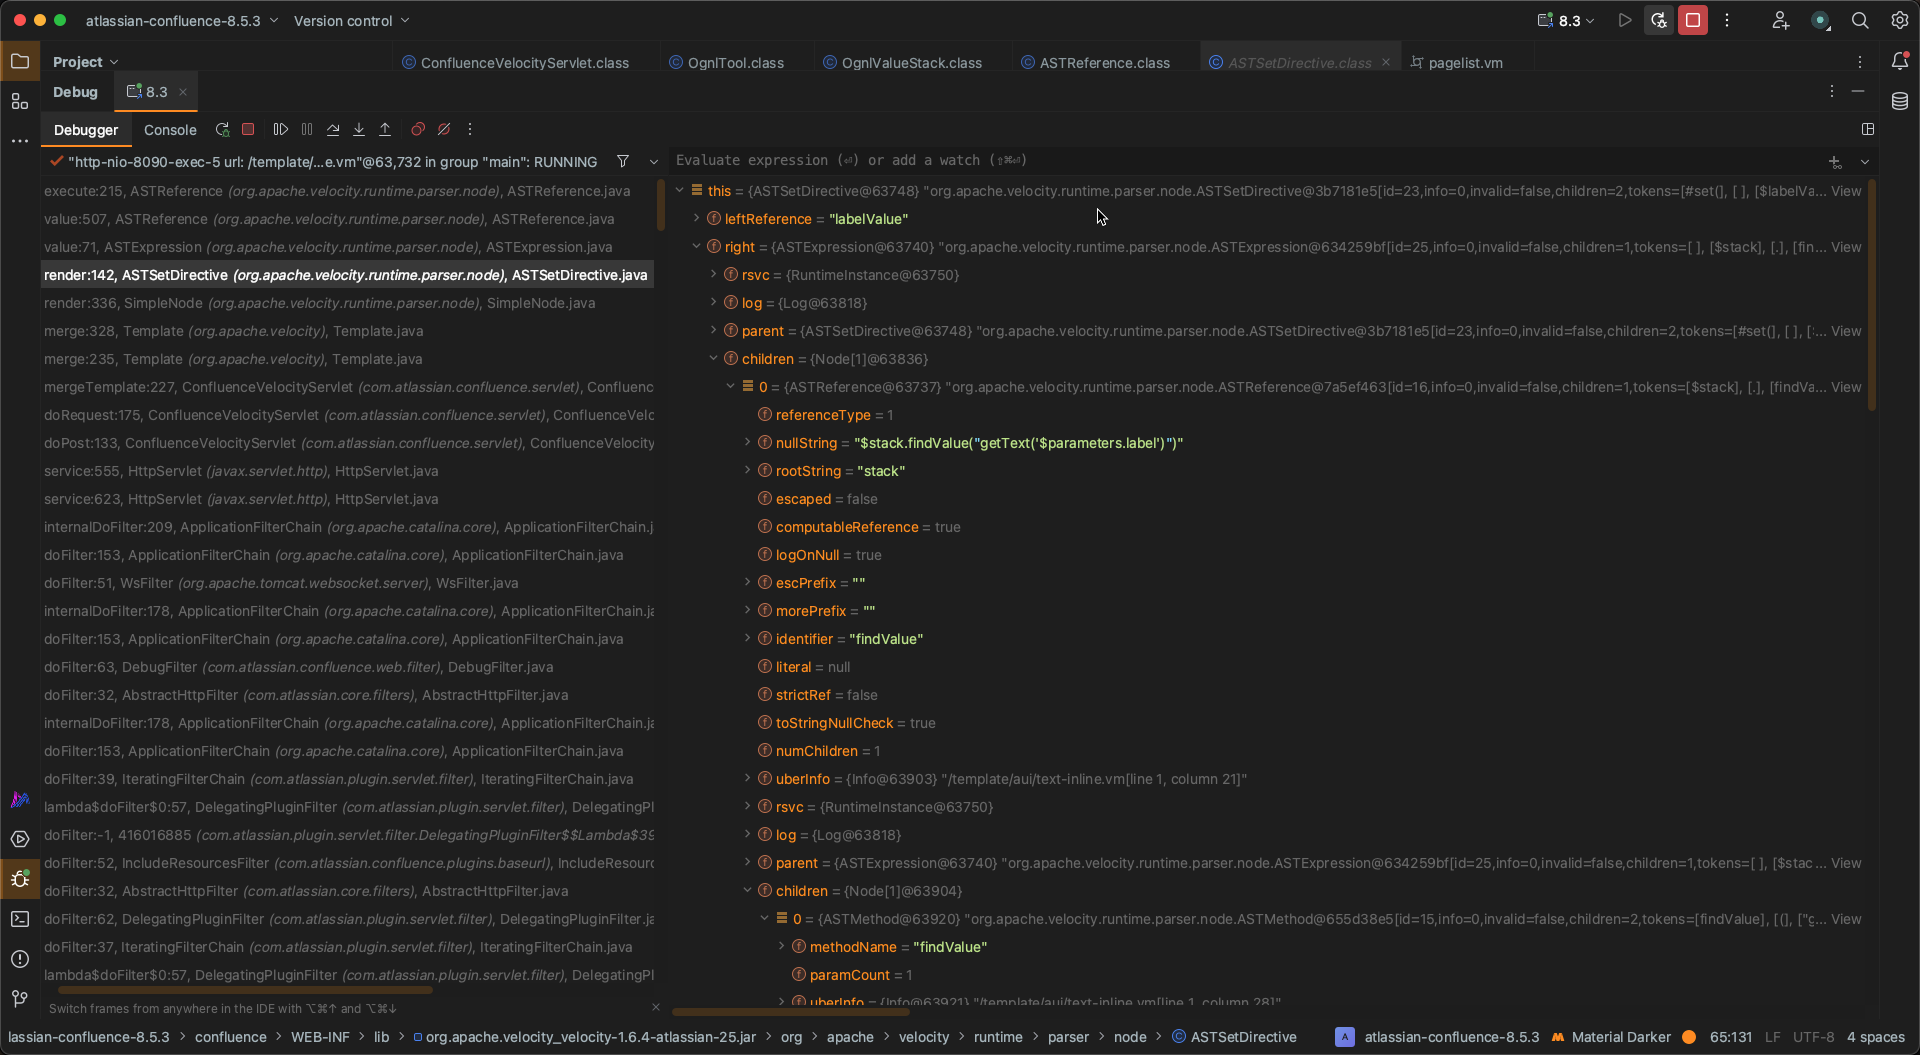 atlassian-confluence-8.5.3 Version control 8.3
Project ConfluenceVelocityServlet.class OgnlTool.class OgnlValueStack.class ASTReference.class ASTSetDirective.class pagelist.vm
Debug 8.3
Debugger Console
"http-nio-8090-exec-5 url: /template/...e.vm"@63,732 in group "main": RUNNING
Evaluate expression (⏎) or add a watch (⇧⌘⏎)
execute:215, ASTReference (org.apache.velocity.runtime.parser.node), ASTReference.java
value:507, ASTReference (org.apache.velocity.runtime.parser.node), ASTReference.java
value:71, ASTExpression (org.apache.velocity.runtime.parser.node), ASTExpression.java
render:142, ASTSetDirective (org.apache.velocity.runtime.parser.node), ASTSetDirective.java
render:336, SimpleNode (org.apache.velocity.runtime.parser.node), SimpleNode.java
merge:328, Template (org.apache.velocity), Template.java
merge:235, Template (org.apache.velocity), Template.java
mergeTemplate:227, ConfluenceVelocityServlet (com.atlassian.confluence.servlet), Confluenc
doRequest:175, ConfluenceVelocityServlet (com.atlassian.confluence.servlet), ConfluenceVelc
doPost:133, ConfluenceVelocityServlet (com.atlassian.confluence.servlet), ConfluenceVelocity
service:555, HttpServlet (javax.servlet.http), HttpServlet.java
service:623, HttpServlet (javax.servlet.http), HttpServlet.java
internalDoFilter:209, ApplicationFilterChain (org.apache.catalina.core), ApplicationFilterChain.j
doFilter:153, ApplicationFilterChain (org.apache.catalina.core), ApplicationFilterChain.java
doFilter:51, WsFilter (org.apache.tomcat.websocket.server), WsFilter.java
internalDoFilter:178, ApplicationFilterChain (org.apache.catalina.core), ApplicationFilterChain.ja
doFilter:153, ApplicationFilterChain (org.apache.catalina.core), ApplicationFilterChain.java
doFilter:63, DebugFilter (com.atlassian.confluence.web.filter), DebugFilter.java
doFilter:32, AbstractHttpFilter (com.atlassian.core.filters), AbstractHttpFilter.java
internalDoFilter:178, ApplicationFilterChain (org.apache.catalina.core), ApplicationFilterChain.ja
doFilter:153, ApplicationFilterChain (org.apache.catalina.core), ApplicationFilterChain.java
doFilter:39, IteratingFilterChain (com.atlassian.plugin.servlet.filter), IteratingFilterChain.java
lambda$doFilter$0:57, DelegatingPluginFilter (com.atlassian.plugin.servlet.filter), DelegatingPl
doFilter:-1, 416016885 (com.atlassian.plugin.servlet.filter.DelegatingPluginFilter$$Lambda$39
doFilter:52, IncludeResourcesFilter (com.atlassian.confluence.plugins.baseurl), IncludeResourc
doFilter:32, AbstractHttpFilter (com.atlassian.core.filters), AbstractHttpFilter.java
doFilter:62, DelegatingPluginFilter (com.atlassian.plugin.servlet.filter), DelegatingPluginFilter.ja
doFilter:37, IteratingFilterChain (com.atlassian.plugin.servlet.filter), IteratingFilterChain.java
lambda$doFilter$0:57, DelegatingPluginFilter (com.atlassian.plugin.servlet.filter), DelegatingPl
Switch frames from anywhere in the IDE with ⌥⌘↑ and ⌥⌘↓
this = {ASTSetDirective@63748} "org.apache.velocity.runtime.parser.node.ASTSetDirective@3b7181e5[id=23,info=0,invalid=false,children=2,tokens=[#set(], [ ], [$labelVa... View
leftReference = "labelValue"
right = {ASTExpression@63740} "org.apache.velocity.runtime.parser.node.ASTExpression@634259bf[id=25,info=0,invalid=false,children=1,tokens=[ ], [$stack], [.], [fin... View
rsvc = {RuntimeInstance@63750}
log = {Log@63818}
parent = {ASTSetDirective@63748} "org.apache.velocity.runtime.parser.node.ASTSetDirective@3b7181e5[id=23,info=0,invalid=false,children=2,tokens=[#set(], [ ], [:... View
children = {Node[1]@63836}
0 = {ASTReference@63737} "org.apache.velocity.runtime.parser.node.ASTReference@7a5ef463[id=16,info=0,invalid=false,children=1,tokens=[$stack], [.], [findVa... View
referenceType = 1
nullString = "$stack.findValue("getText('$parameters.label')")"
rootString = "stack"
escaped = false
computableReference = true
logOnNull = true
escPrefix = ""
morePrefix = ""
identifier = "findValue"
literal = null
strictRef = false
toStringNullCheck = true
numChildren = 1
uberInfo = {Info@63903} "/template/aui/text-inline.vm[line 1, column 21]"
rsvc = {RuntimeInstance@63750}
log = {Log@63818}
parent = {ASTExpression@63740} "org.apache.velocity.runtime.parser.node.ASTExpression@634259bf[id=25,info=0,invalid=false,children=1,tokens=[ ], [$stac... View
children = {Node[1]@63904}
0 = {ASTMethod@63920} "org.apache.velocity.runtime.parser.node.ASTMethod@655d38e5[id=15,info=0,invalid=false,children=2,tokens=[findValue], [(], ["g... View
methodName = "findValue"
paramCount = 1
uberInfo = {Info@63921} "/template/aui/text-inline.vm[line 1, column 28]"
lassian-confluence-8.5.3 confluence WEB-INF lib org.apache.velocity_velocity-1.6.4-atlassian-25.jar org apache velocity runtime parser node ASTSetDirective A atlassian-confluence-8.5.3 Material Darker 65:131 LF UTF-8 4 spaces